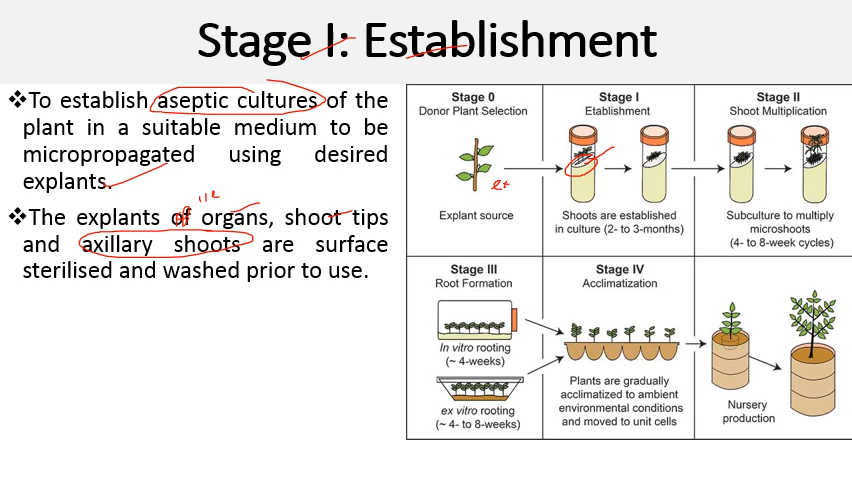 Stage I: Establishment
❖To establish aseptic cultures of the
plant in a suitable medium to be
micropropagated using desired
explants.
❖The explants of organs, shoot tips
and axillary shoots are surface
sterilised and washed prior to use.
Stage 0
Donor Plant Selection
Explant source
Stage I
Etablishment
Shoots are established
in culture (2- to 3-months)
Stage II
Shoot Multiplication
Subculture to multiply
microshoots
(4- to 8-week cycles)
Stage III
Root Formation
In vitro rooting
(~ 4-weeks)
ex vitro rooting
(~ 4- to 8-weeks)
Stage IV
Acclimatization
Plants are gradually
acclimatized to ambient
environmental conditions
and moved to unit cells
Nursery
production